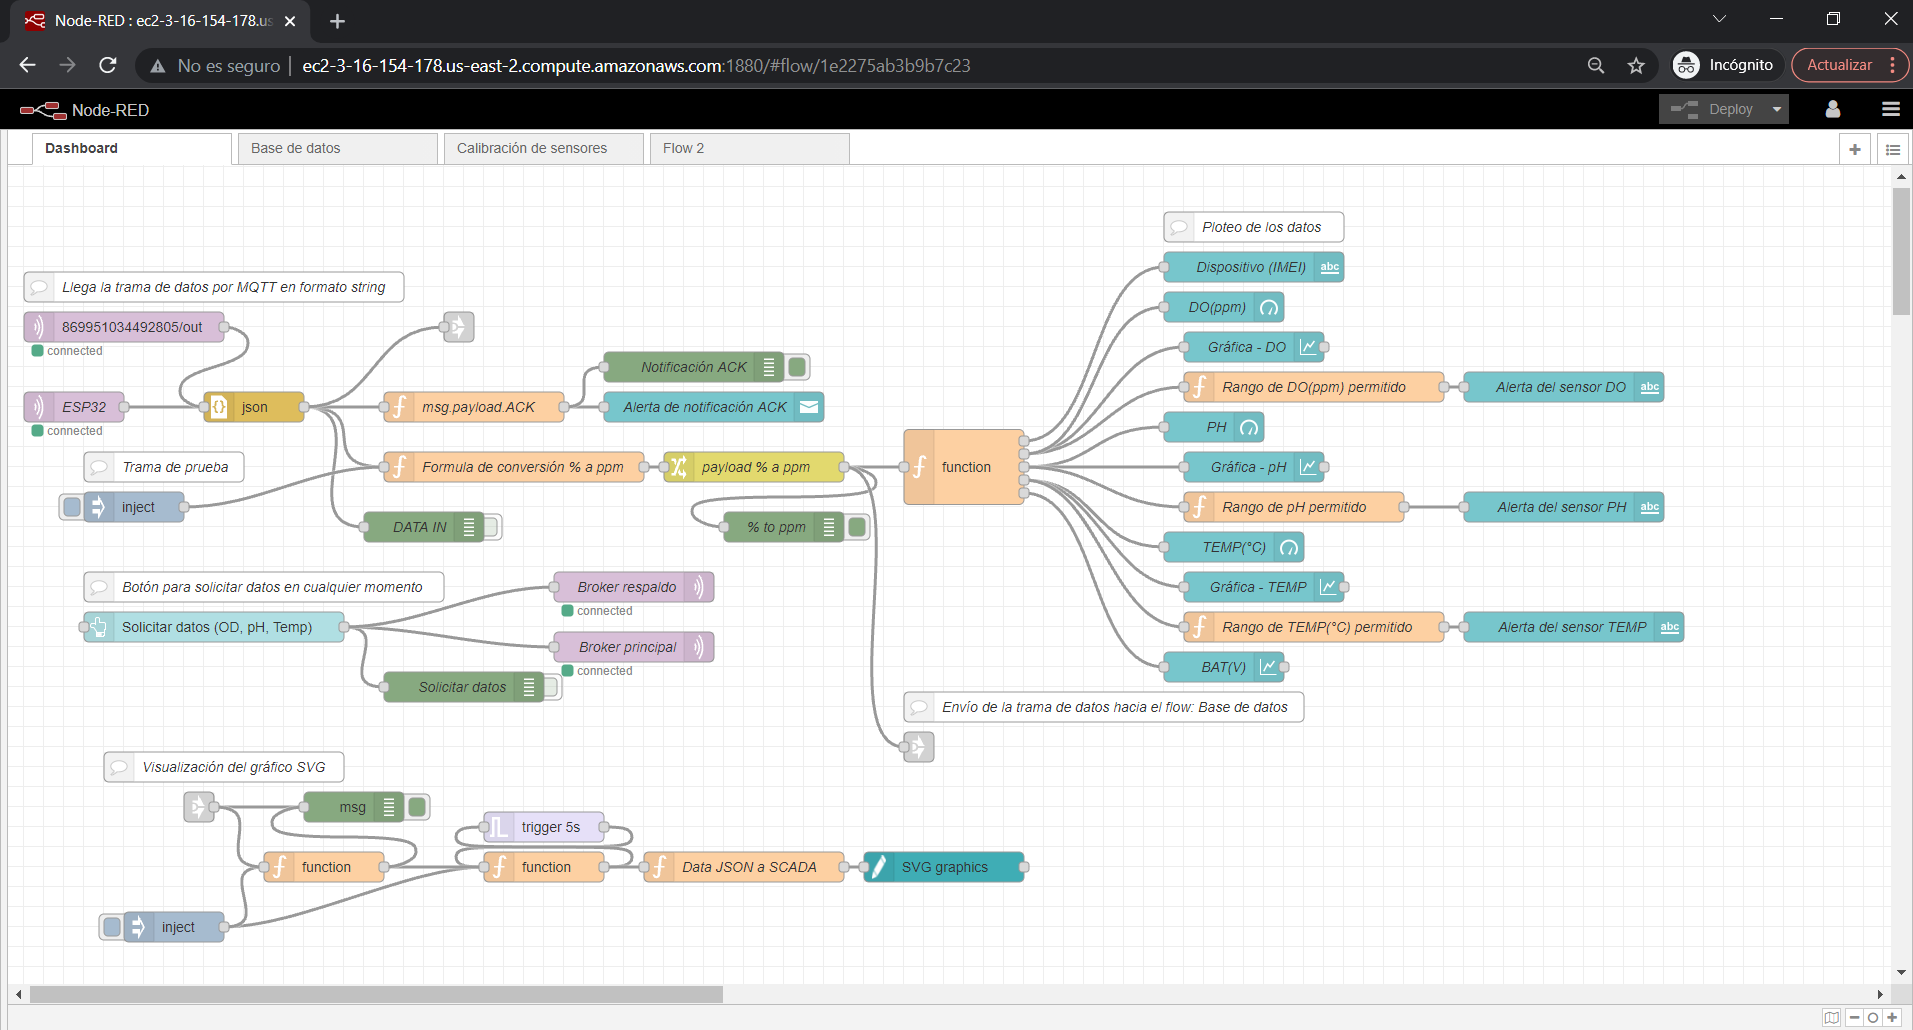 Node-RED : ec2-3-16-154-178.us
No es seguro
ec2-3-16-154-178.us-east-2.compute.amazonaws.com:1880/#flow/1e2275ab3b9b7c23
Incógnito
Actualizar
Node-RED
Deploy
Dashboard
Base de datos
Calibración de sensores
Flow 2
Llega la trama de datos por MQTT en formato string
869951034492805/out
connected
ESP32
connected
json
msg.payload.ACK
Notificación ACK
Alerta de notificación ACK
Trama de prueba
inject
Formula de conversión % a ppm
payload % a ppm
DATA IN
% to ppm
function
Ploteo de los datos
Dispositivo (IMEI)
abc
DO(ppm)
Gráfica - DO
Rango de DO(ppm) permitido
Alerta del sensor DO
abc
PH
Gráfica - pH
Rango de pH permitido
Alerta del sensor PH
abc
TEMP(°C)
Gráfica - TEMP
Rango de TEMP(°C) permitido
Alerta del sensor TEMP
abc
BAT(V)
Botón para solicitar datos en cualquier momento
Solicitar datos (OD, pH, Temp)
Broker respaldo
connected
Broker principal
connected
Solicitar datos
Envío de la trama de datos hacia el flow: Base de datos
Visualización del gráfico SVG
msg
function
inject
trigger 5s
function
Data JSON a SCADA
SVG graphics